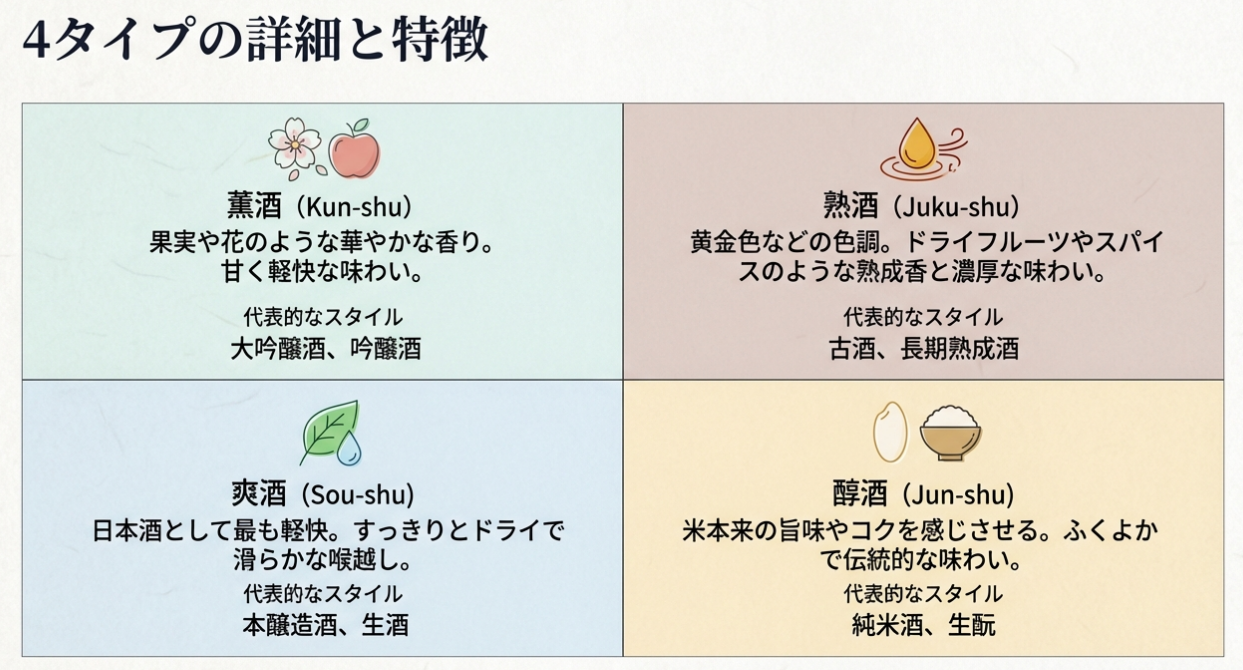 4タイプの詳細と特徴
薫酒（Kun-shu）
果実や花のような華やかな香り。
甘く軽快な味わい。
代表的なスタイル
大吟醸酒、吟醸酒
熟酒（Juku-shu）
黄金色などの色調。ドライフルーツやスパイ
スのような熟成香と濃厚な味わい。
代表的なスタイル
古酒、長期熟成酒
爽酒（Sou-shu）
日本酒として最も軽快。すっきりとドライで
滑らかな喉越し。
代表的なスタイル
本醸造酒、生酒
醇酒（Jun-shu）
米本来の旨味やコクを感じさせる。ふくよか
で伝統的な味わい。
代表的なスタイル
純米酒、生酛